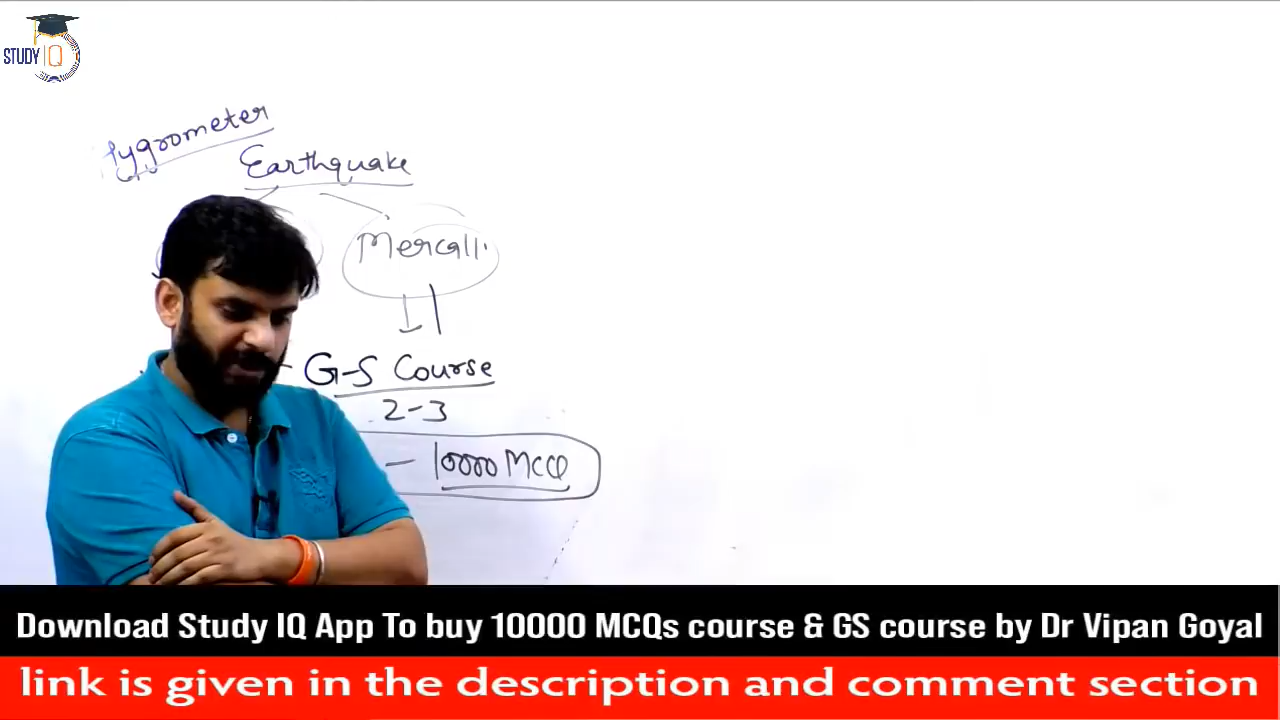 STUDY IQ
Hygrometer
Earthquake
Mercalli
G-S Course
2-3
- 10000 MCQ
Download Study IQ App To buy 10000 MCQs course & GS course by Dr Vipan Goyal
link is given in the description and comment section